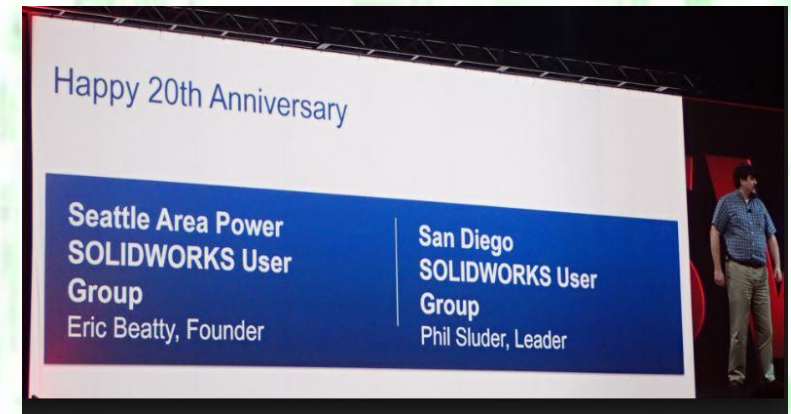 Happy 20th Anniversary
Seattle Area Power
SOLIDWORKS User
Group
Eric Beatty, Founder
San Diego
SOLIDWORKS User
Group
Phil Sluder, Leader